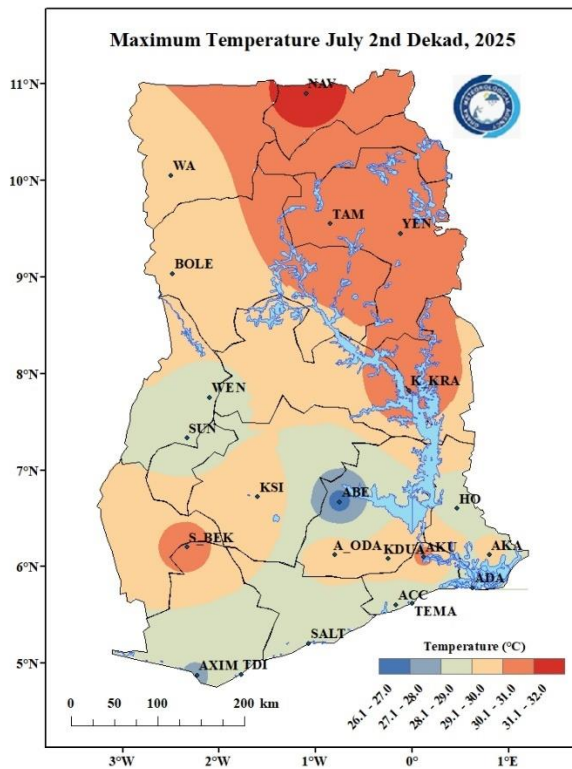 Maximum Temperature July 2nd Dekad, 2025
11°N
10°N
9°N
8°N
7°N
6°N
5°N
NAV
WA
TAM
YEN
BOLE
K_KRA
WEN
SUN
KSI
ABE
HO
S_BEK
A_ODA
KDUA
AKU
AKA
ADA
ACC
TEMA
SALT
AXIM
TDI
Temperature (°C)
26.1 - 27.0
27.1 - 28.0
28.1 - 29.0
29.1 - 30.0
30.1 - 31.0
31.1 - 32.0
0 50 100 200 km
3°W 2°W 1°W 0° 1°E